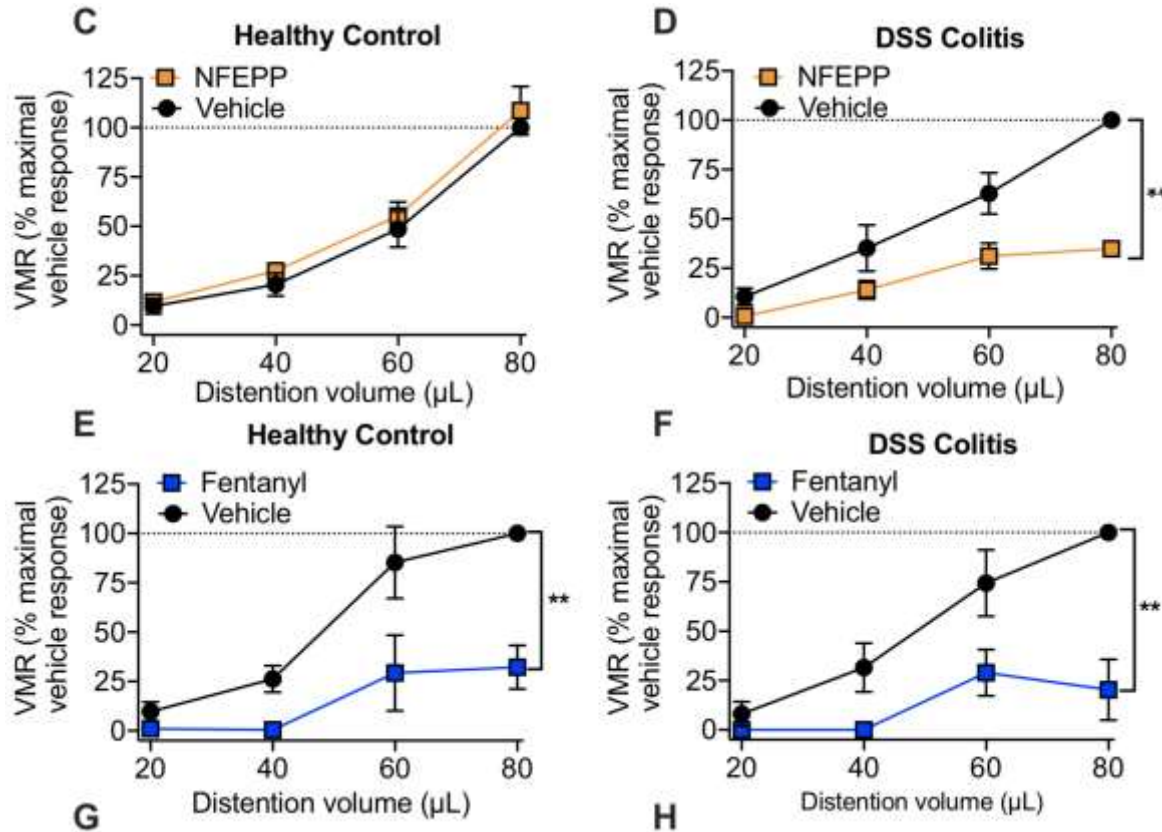 C
Healthy Control
NFEPP
Vehicle
VMR (% maximal
vehicle response)
125
100
75
50
25
0
20 40 60 80
Distention volume (µL)
D
DSS Colitis
NFEPP
Vehicle
VMR (% maximal
vehicle response)
125
100
75
50
25
0
**
20 40 60 80
Distention volume (µL)
E
Healthy Control
Fentanyl
Vehicle
VMR (% maximal
vehicle response)
125
100
75
50
25
0
**
20 40 60 80
Distention volume (µL)
F
DSS Colitis
Fentanyl
Vehicle
VMR (% maximal
vehicle response)
125
100
75
50
25
0
**
20 40 60 80
Distention volume (µL)
G
H